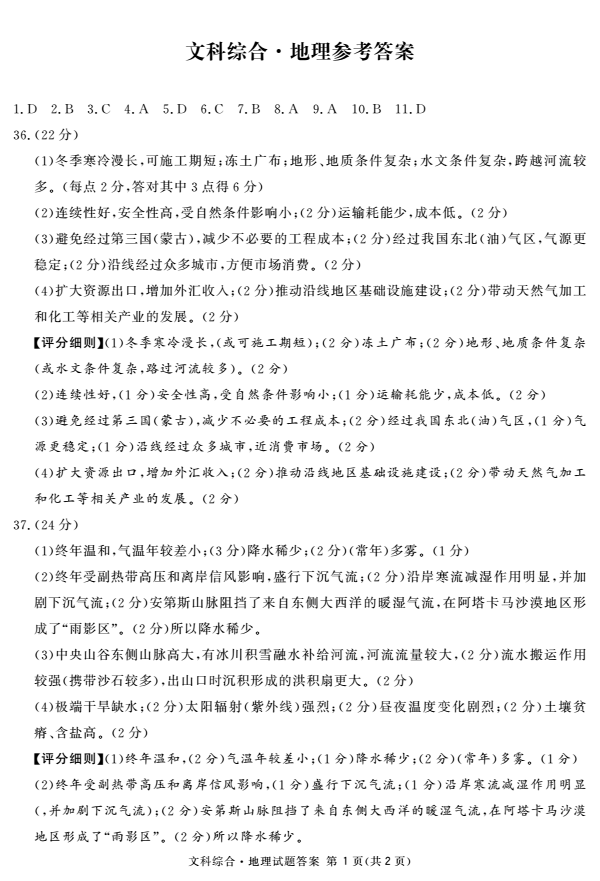 文科综合·地理参考答案
1.D 2.B 3.C 4.A 5.D 6.C 7.B 8.A 9.A 10.B 11.D
36.(22分)
(1)冬季寒冷漫长,可施工期短;冻土广布;地形、地质条件复杂;水文条件复杂,跨越河流较
多。(每点2分,答对其中3点得6分)
(2)连续性好,安全性高,受自然条件影响小;(2分)运输耗能少,成本低。(2分)
(3)避免经过第三国(蒙古),减少不必要的工程成本;(2分)经过我国东北(油)气区,气源更
稳定;(2分)沿线经过众多城市,方便市场消费。(2分)
(4)扩大资源出口,增加外汇收入;(2分)推动沿线地区基础设施建设;(2分)带动天然气加工
和化工等相关产业的发展。(2分)
【评分细则】(1)冬季寒冷漫长,(或可施工期短);(2分)冻土广布;(2分)地形、地质条件复杂
(或水文条件复杂,路过河流较多)。(2分)
(2)连续性好,(1分)安全性高,受自然条件影响小;(1分)运输耗能少,成本低。(2分)
(3)避免经过第三国(蒙古),减少不必要的工程成本;(2分)经过我国东北(油)气区,(1分)气
源更稳定;(1分)沿线经过众多城市,近消费市场。(2分)
(4)扩大资源出口,增加外汇收入;(2分)推动沿线地区基础设施建设;(2分)带动天然气加工
和化工等相关产业的发展。(2分)
37.(24分)
(1)终年温和,气温年较差小;(3分)降水稀少;(2分)(常年)多雾。(1分)
(2)终年受副热带高压和离岸信风影响,盛行下沉气流;(2分)沿岸寒流减湿作用明显,并加
剧下沉气流;(2分)安第斯山脉阻挡了来自东侧大西洋的暖湿气流,在阿塔卡马沙漠地区形
成了“雨影区”。(2分)所以降水稀少。
(3)中央山谷东侧山脉高大,有冰川积雪融水补给河流,河流流量较大,(2分)流水搬运作用
较强(携带沙石较多),出山口时沉积形成的洪积扇更大。(2分)
(4)极端干旱缺水;(2分)太阳辐射(紫外线)强烈;(2分)昼夜温度变化剧烈;(2分)土壤贫
瘠、含盐高。(2分)
【评分细则】(1)终年温和,(2分)气温年较差小;(1分)降水稀少;(2分)(常年)多雾。(1分)
(2)终年受副热带高压和离岸信风影响,(1分)盛行下沉气流;(1分)沿岸寒流减湿作用明显
(,并加剧下沉气流);(2分)安第斯山脉阻挡了来自东侧大西洋的暖湿气流,在阿塔卡马沙漠
地区形成了“雨影区”。(2分)所以降水稀少。
文科综合·地理试题答案 第1页(共2页)